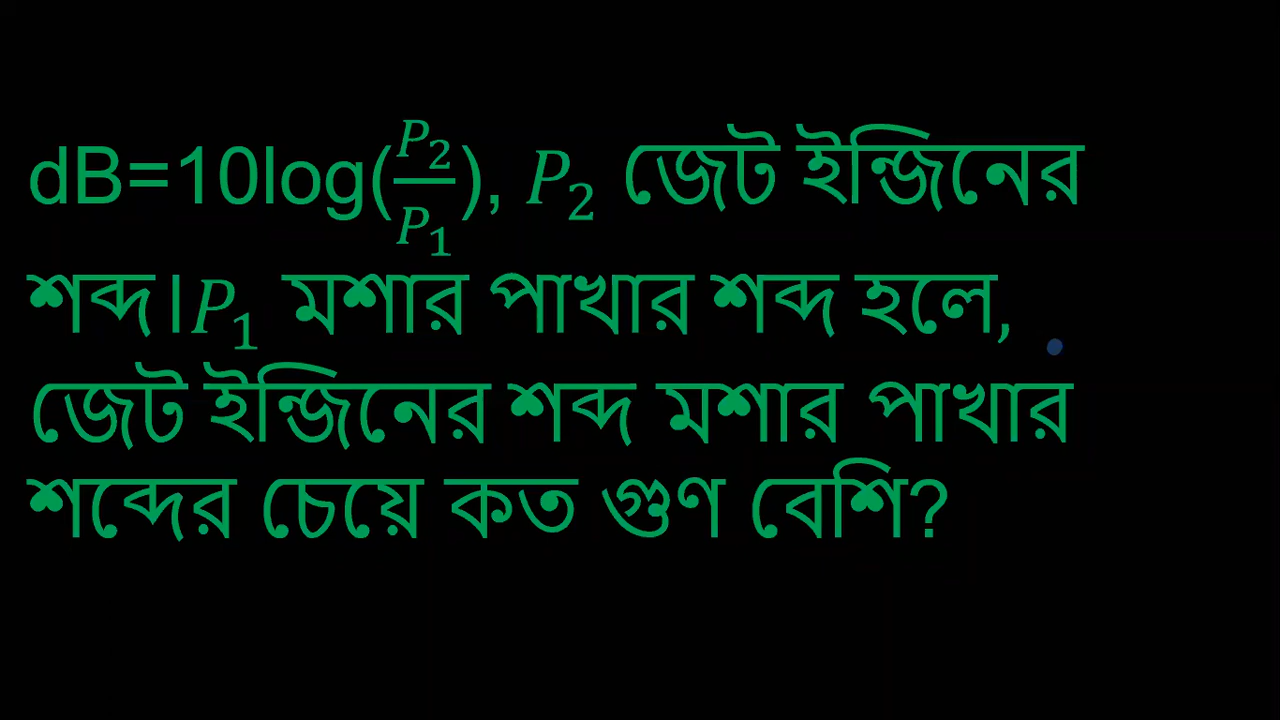 dB=10log(P₂/P₁), P₂ জেট ইন্জিনের
শব্দ।P₁ মশার পাখার শব্দ হলে,
জেট ইন্জিনের শব্দ মশার পাখার
শব্দের চেয়ে কত গুণ বেশি?